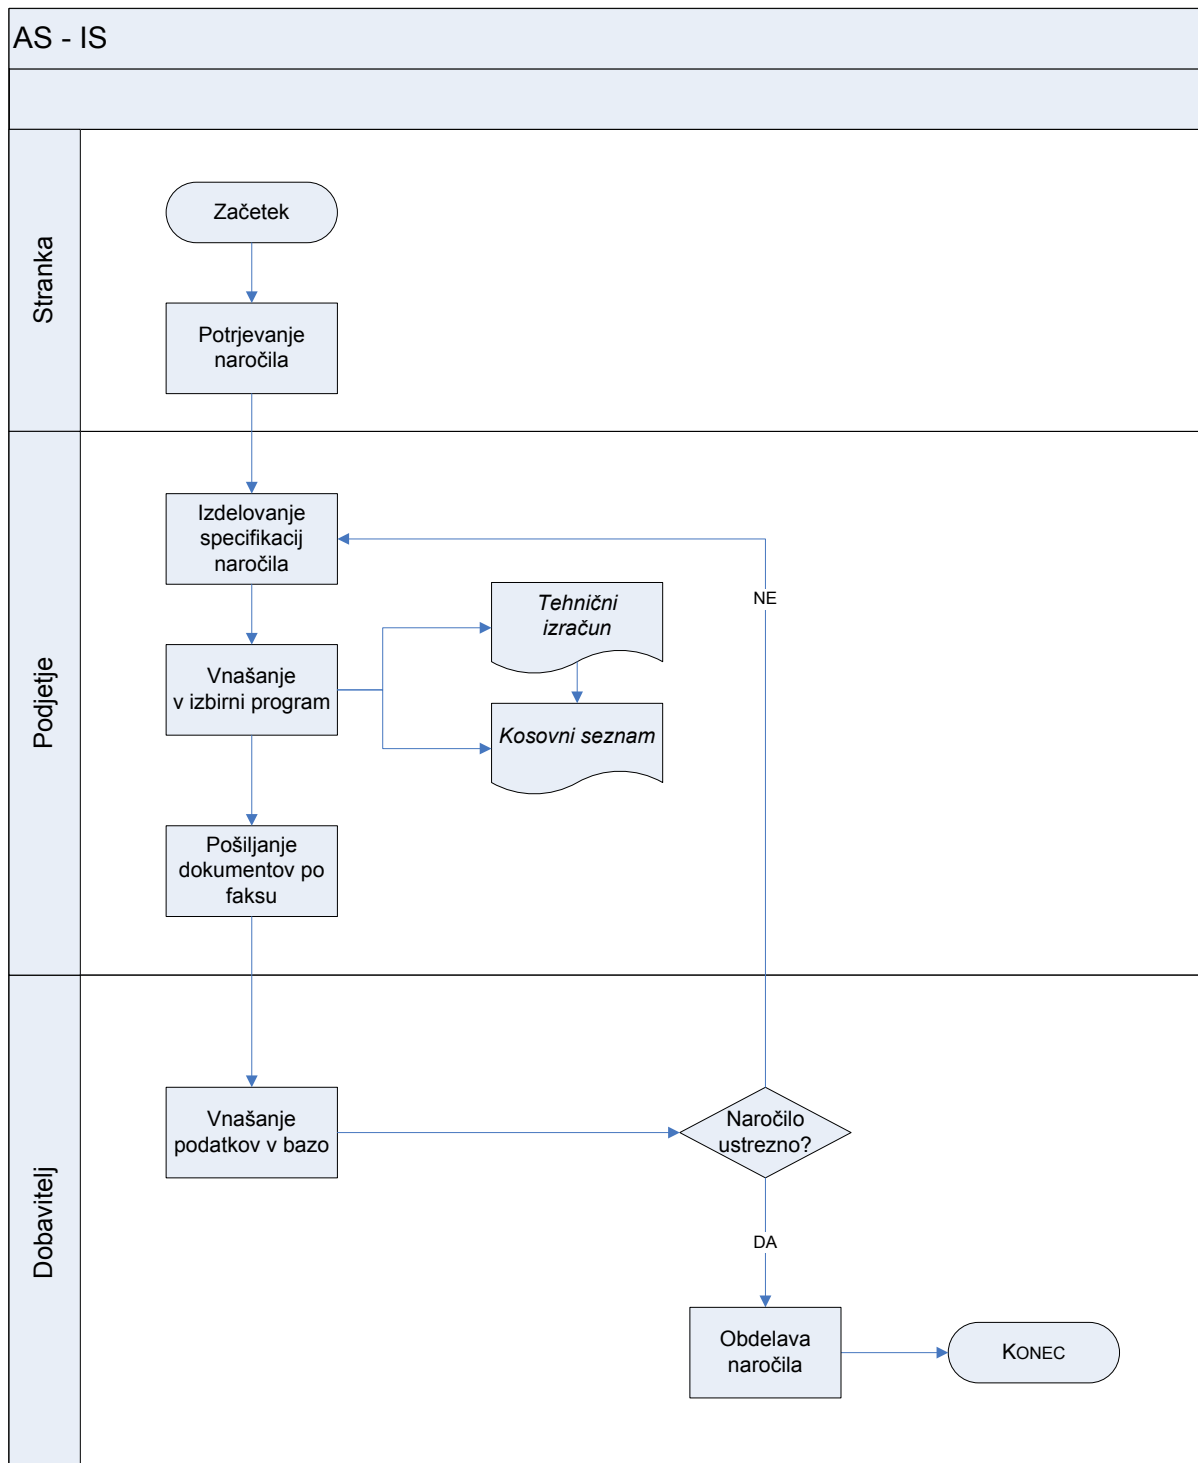 AS - IS
Stranka
Začetek
Potrjevanje
naročila
Podjetje
Izdelovanje
specifikacij
naročila
NE
Tehnični
izračun
Vnašanje
v izbirni program
Kosovni seznam
Pošiljanje
dokumentov po
faksu
Dobavitelj
Vnašanje
podatkov v bazo
Naročilo
ustrezno?
DA
Obdelava
naročila
KONEC